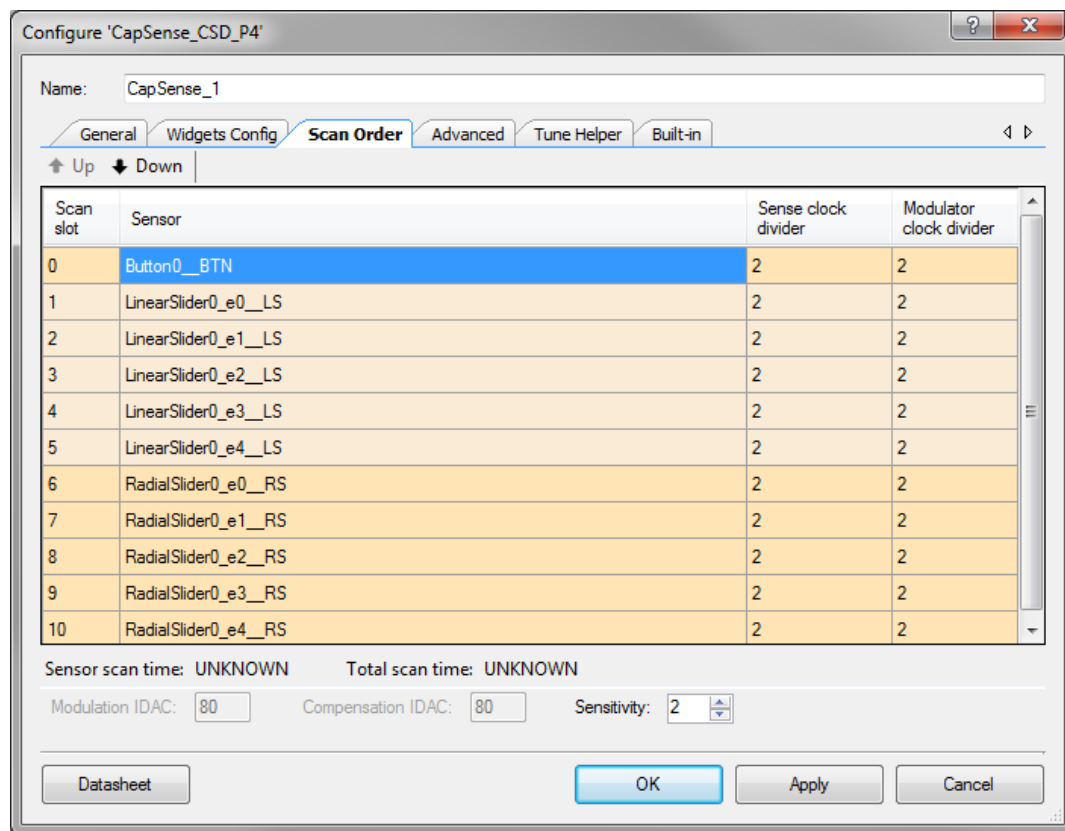 Configure 'CapSense_CSD_P4'
Name: CapSense_1
General Widgets Config Scan Order Advanced Tune Helper Built-in
Up Down
Scan slot Sensor Sense clock divider Modulator clock divider
0 Button0__BTN 2 2
1 LinearSlider0_e0__LS 2 2
2 LinearSlider0_e1__LS 2 2
3 LinearSlider0_e2__LS 2 2
4 LinearSlider0_e3__LS 2 2
5 LinearSlider0_e4__LS 2 2
6 RadialSlider0_e0__RS 2 2
7 RadialSlider0_e1__RS 2 2
8 RadialSlider0_e2__RS 2 2
9 RadialSlider0_e3__RS 2 2
10 RadialSlider0_e4__RS 2 2
Sensor scan time: UNKNOWN Total scan time: UNKNOWN
Modulation IDAC: 80 Compensation IDAC: 80 Sensitivity: 2
Datasheet OK Apply Cancel